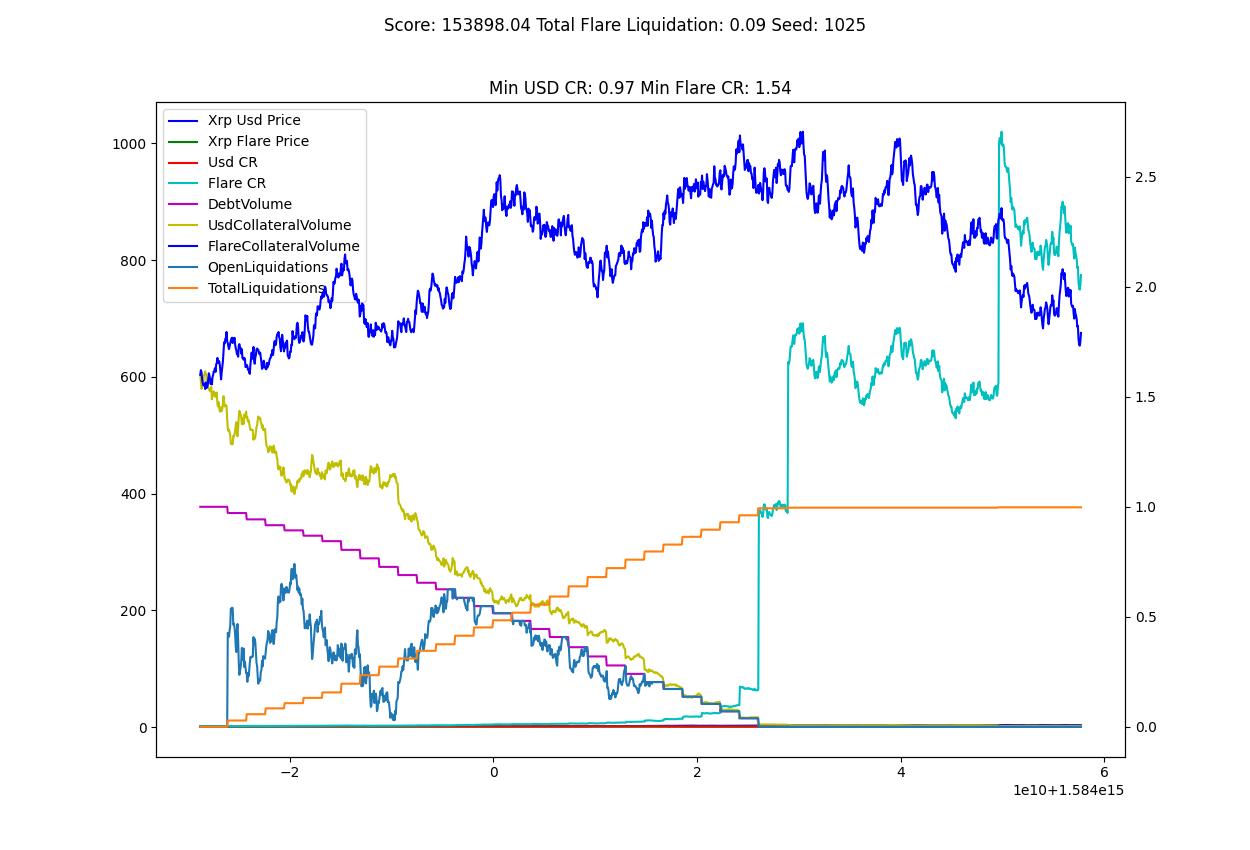 Score: 153898.04 Total Flare Liquidation: 0.09 Seed: 1025
Min USD CR: 0.97 Min Flare CR: 1.54
Xrp Usd Price
Xrp Flare Price
Usd CR
Flare CR
DebtVolume
UsdCollateralVolume
FlareCollateralVolume
OpenLiquidations
TotalLiquidations
1000
800
600
400
200
0
2.5
2.0
1.5
1.0
0.5
0.0
−2
0
2
4
6
1e10+1.584e15